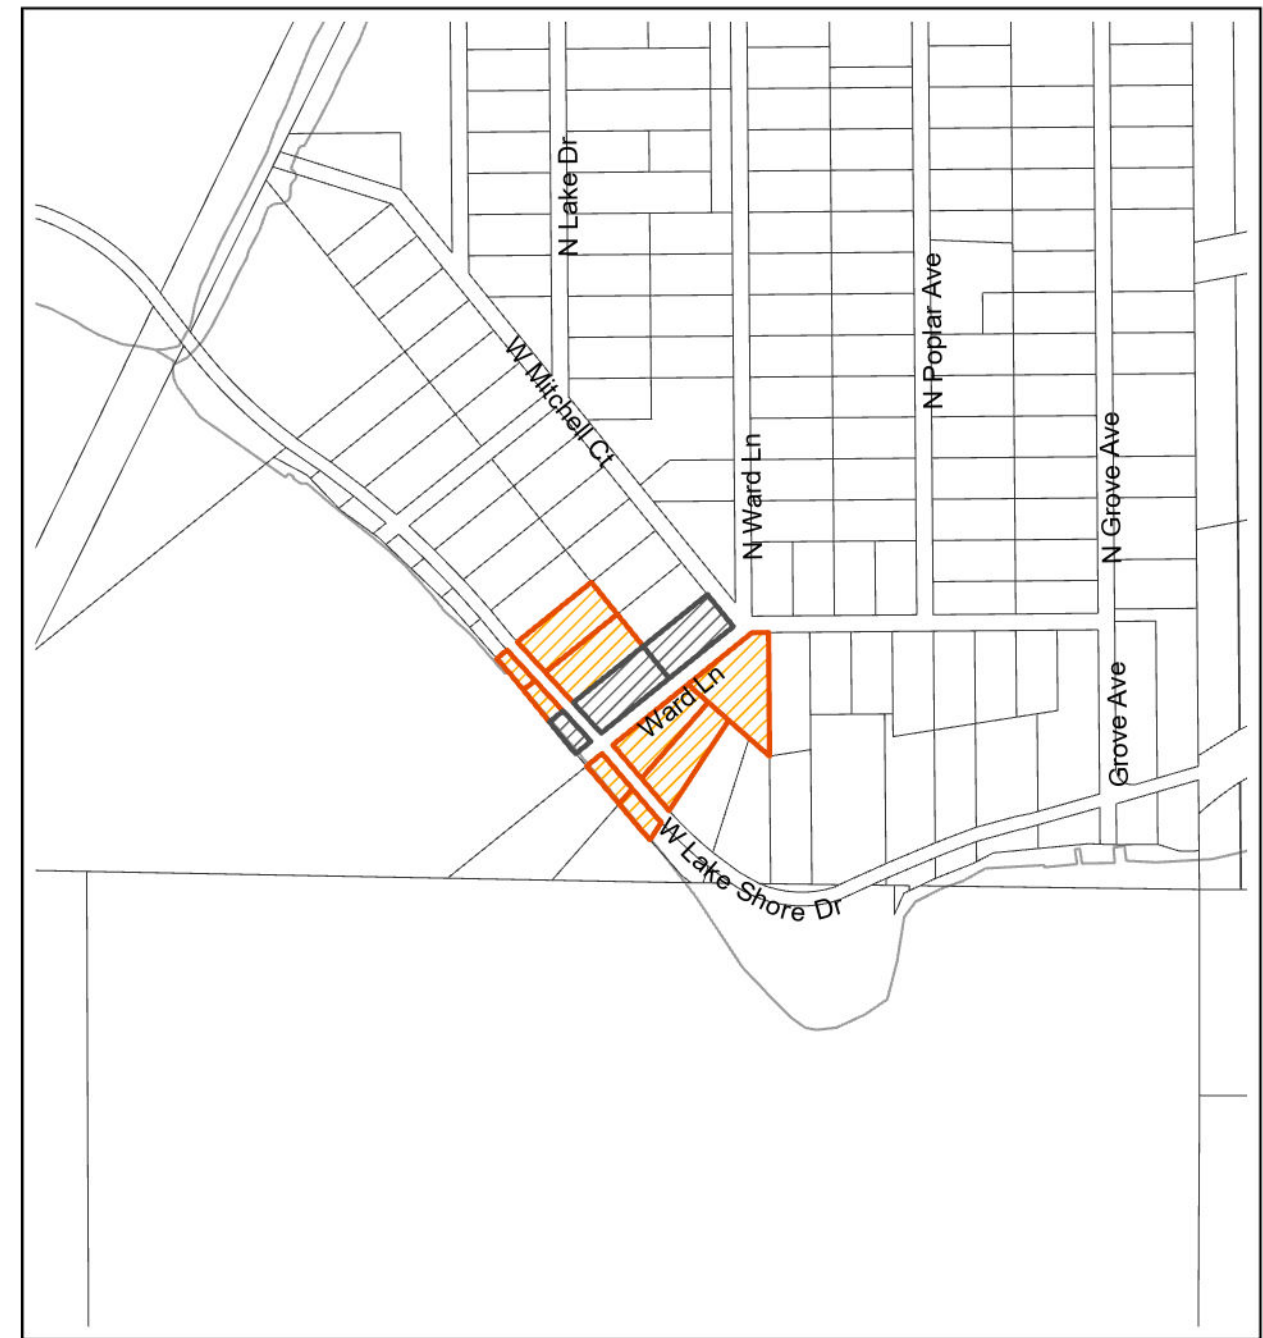 N Lake Dr
N Poplar Ave
W Mitchell Ct
N Ward Ln
N Grove Ave
Ward Ln
Grove Ave
W Lake Shore Dr